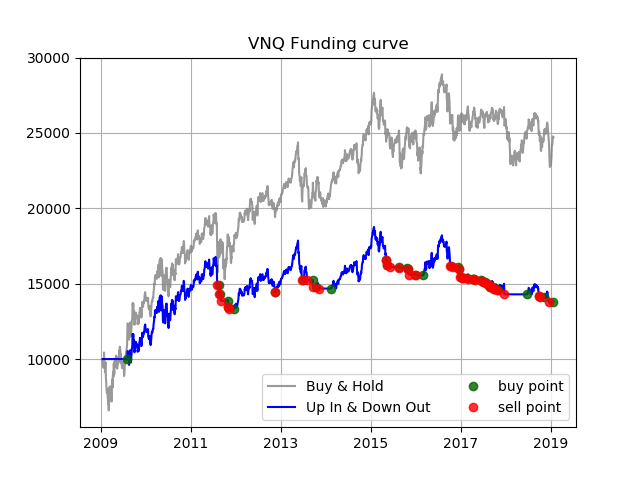 VNQ Funding curve
30000
25000
20000
15000
10000
Buy & Hold
Up In & Down Out
buy point
sell point
2009 2011 2013 2015 2017 2019